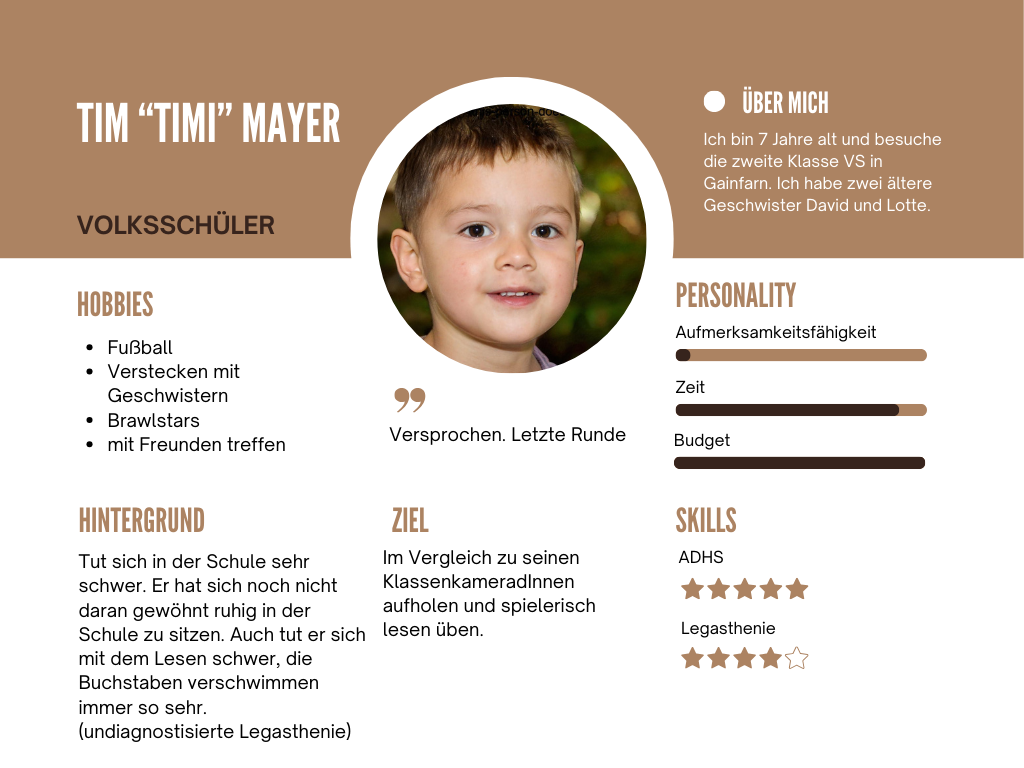 TIM “TIMI” MAYER
VOLKSSCHÜLER
ÜBER MICH
Ich bin 7 Jahre alt und besuche
die zweite Klasse VS in
Gainfarn. Ich habe zwei ältere
Geschwister David und Lotte.
HOBBIES
• Fußball
• Verstecken mit
Geschwistern
• Brawlstars
• mit Freunden treffen
”
Versprochen. Letzte Runde
PERSONALITY
Aufmerksamkeitsfähigkeit
Zeit
Budget
HINTERGRUND
Tut sich in der Schule sehr
schwer. Er hat sich noch nicht
daran gewöhnt ruhig in der
Schule zu sitzen. Auch tut er sich
mit dem Lesen schwer, die
Buchstaben verschwimmen
immer so sehr.
(undiagnostisierte Legasthenie)
ZIEL
Im Vergleich zu seinen
KlassenkameradInnen
aufholen und spielerisch
lesen üben.
SKILLS
ADHS
Legasthenie